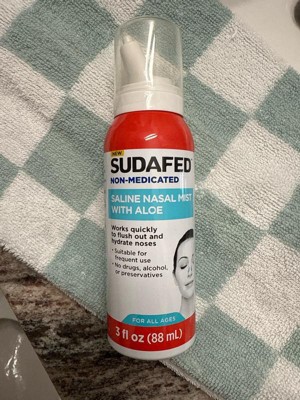 NEW
SUDAFED
NON-MEDICATED
SALINE NASAL MIST
WITH ALOE
Works quickly
to flush out and
hydrate noses
• Suitable for
frequent use
• No drugs, alcohol,
or preservatives
FOR ALL AGES
3 fl oz (88 mL)